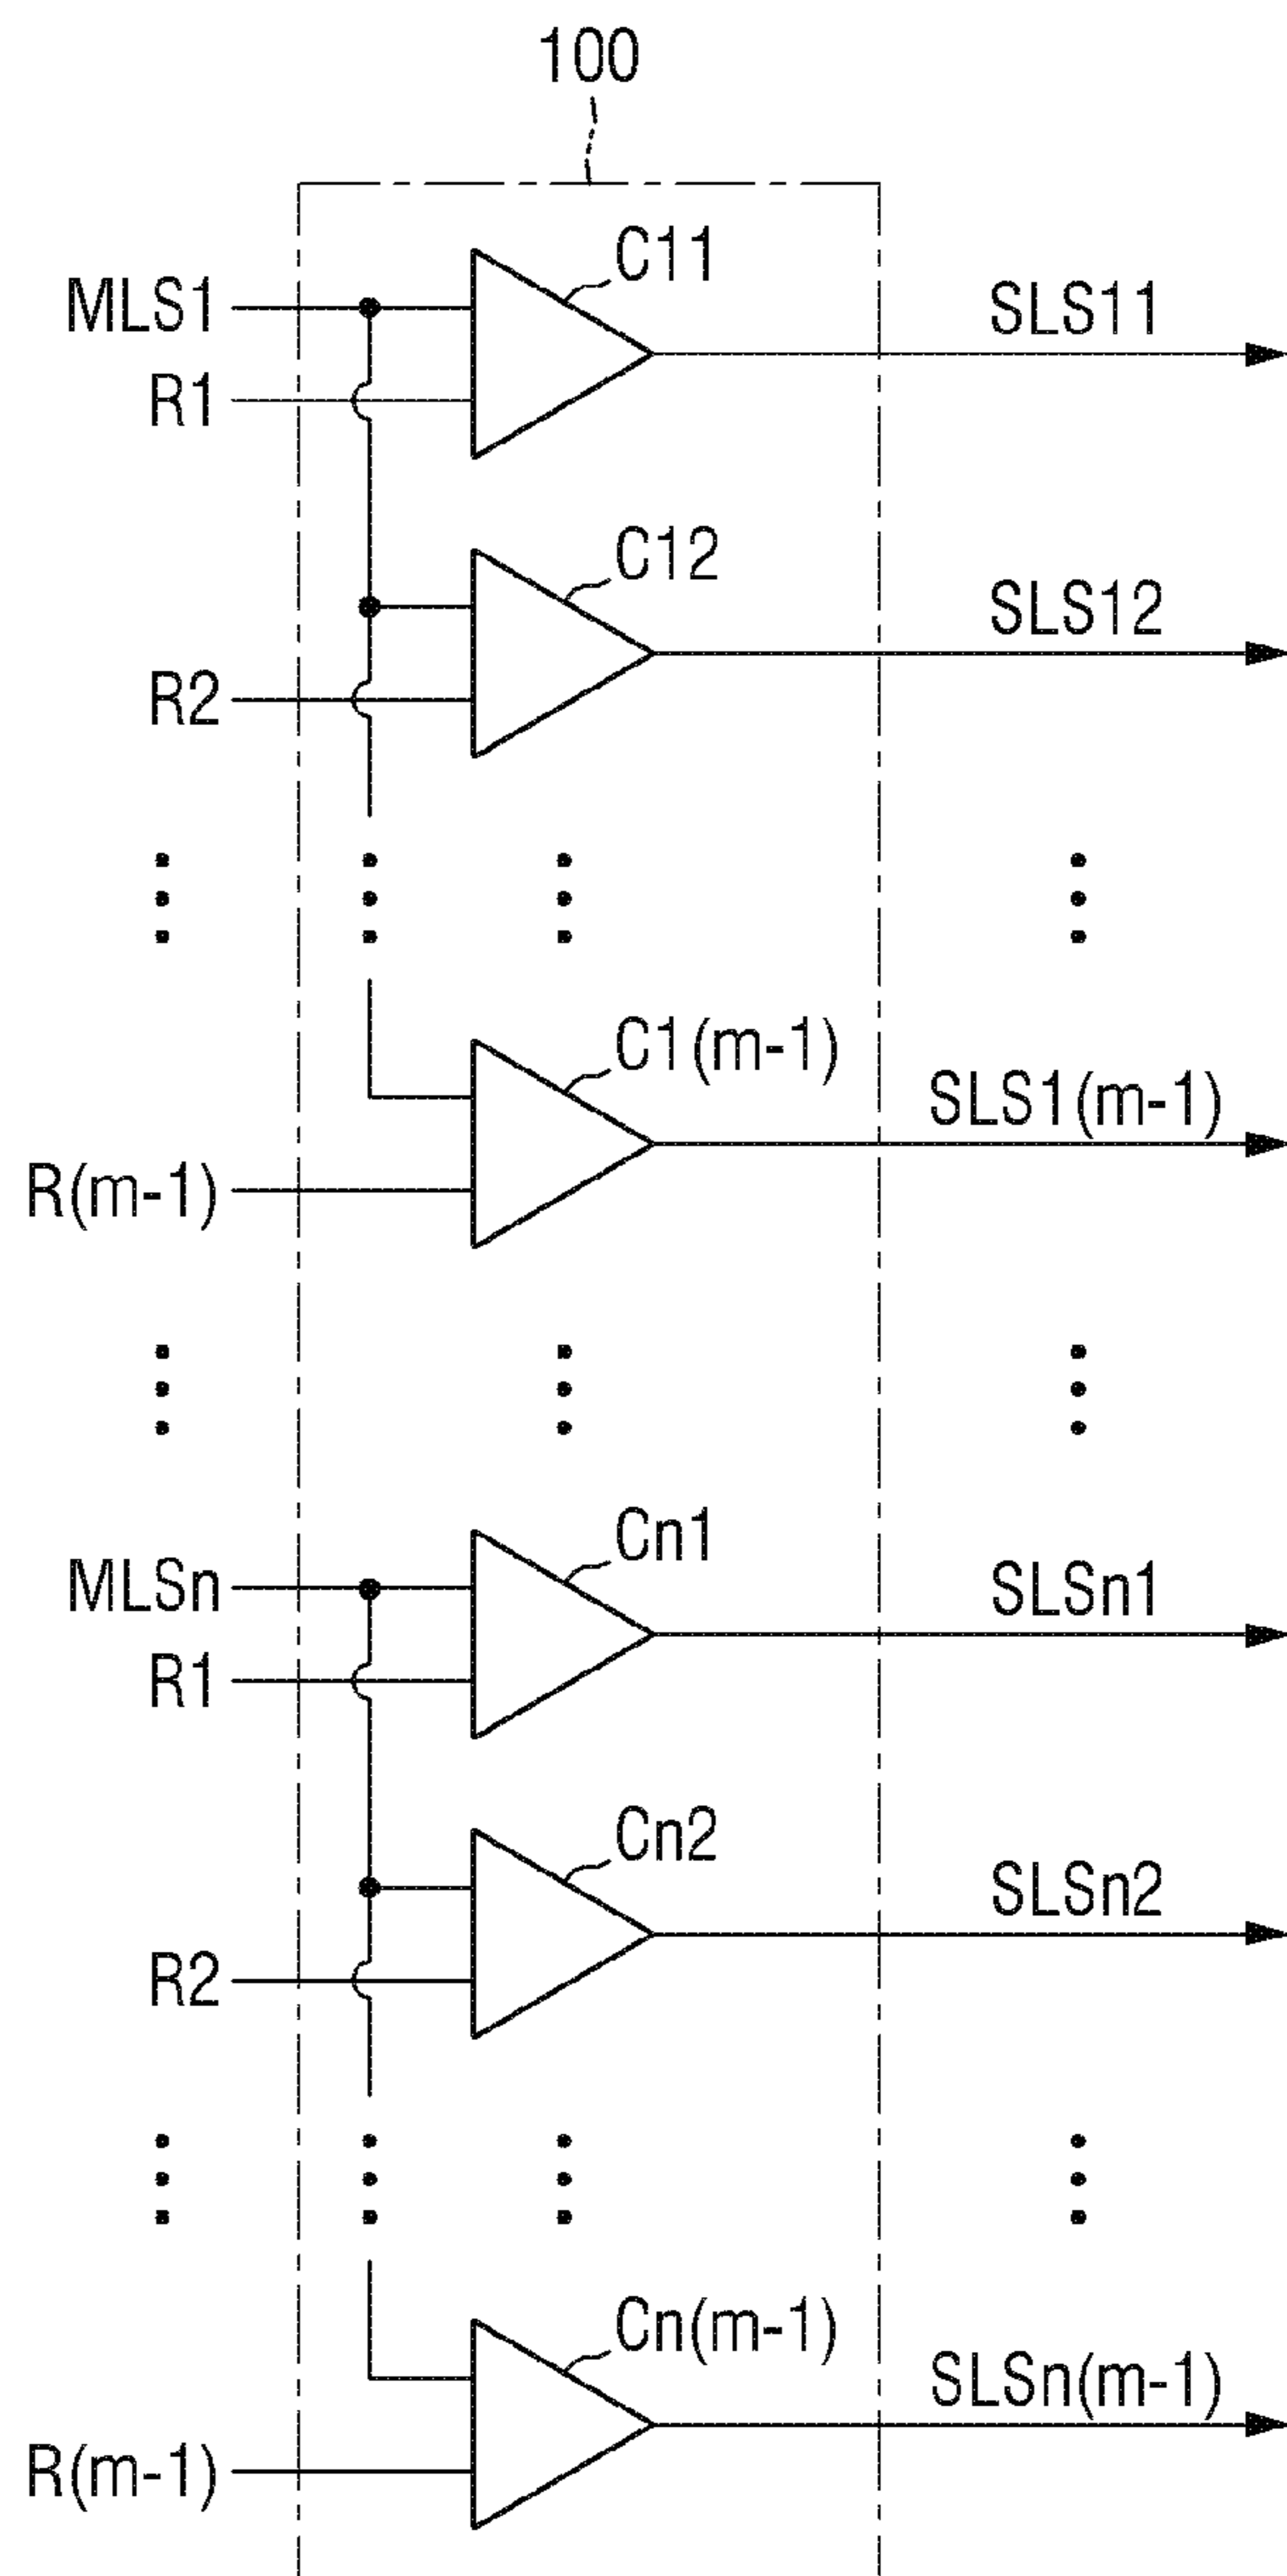 100
C11
MLS1
SLS11
R1
C12
SLS12
R2
C1(m-1)
SLS1(m-1)
R(m-1)
Cn1
MLSn
SLSn1
R1
Cn2
SLSn2
R2
Cn(m-1)
SLSn(m-1)
R(m-1)